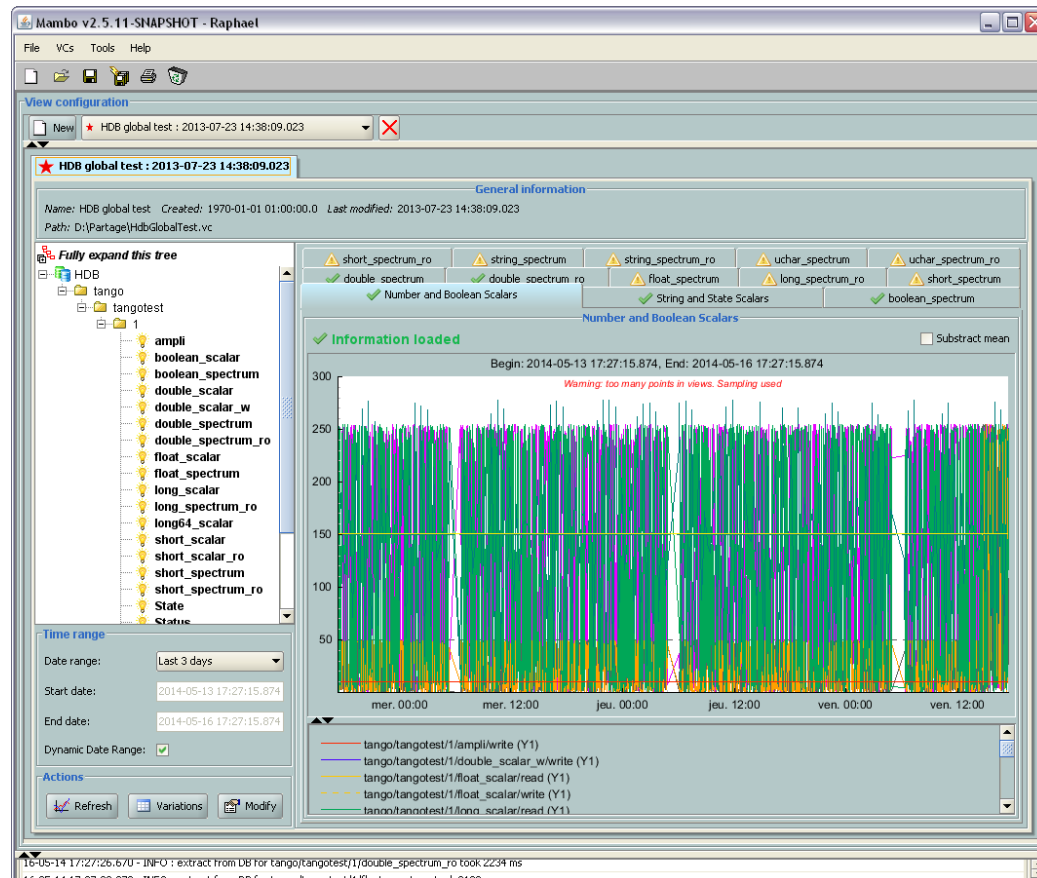 Mambo v2.5.11-SNAPSHOT - Raphael
File VCs Tools Help
View configuration
New HDB global test : 2013-07-23 14:38:09.023
HDB global test : 2013-07-23 14:38:09.023
General information
Name: HDB global test Created: 1970-01-01 01:00:00.0 Last modified: 2013-07-23 14:38:09.023
Path: D:\Partage\HdbGlobalTest.vc
Fully expand this tree
HDB
tango
tangotest
1
ampli
boolean_scalar
boolean_spectrum
double_scalar
double_scalar_w
double_spectrum
double_spectrum_ro
float_scalar
float_spectrum
long_scalar
long_spectrum_ro
long64_scalar
short_scalar
short_scalar_ro
short_spectrum
short_spectrum_ro
State
Status
Time range
Date range: Last 3 days
Start date: 2014-05-13 17:27:15.874
End date: 2014-05-16 17:27:15.874
Dynamic Date Range:
Actions
Refresh Variations Modify
short_spectrum_ro string_spectrum string_spectrum_ro uchar_spectrum uchar_spectrum_ro
double_spectrum double_spectrum_ro float_spectrum long_spectrum_ro short_spectrum
Number and Boolean Scalars String and State Scalars boolean_spectrum
Number and Boolean Scalars
Information loaded Substract mean
Begin: 2014-05-13 17:27:15.874, End: 2014-05-16 17:27:15.874
Warning: too many points in views. Sampling used
300
250
200
150
100
50
mer. 00:00 mer. 12:00 jeu. 00:00 jeu. 12:00 ven. 00:00 ven. 12:00
tango/tangotest/1/ampli/write (Y1)
tango/tangotest/1/double_scalar_w/write (Y1)
tango/tangotest/1/float_scalar/read (Y1)
tango/tangotest/1/float_scalar/write (Y1)
tango/tangotest/1/long_scalar/read (Y1)
16-05-14 17:27:26.670 - INFO : extract from DB for tango/tangotest/1/double_spectrum_ro took 2234 ms